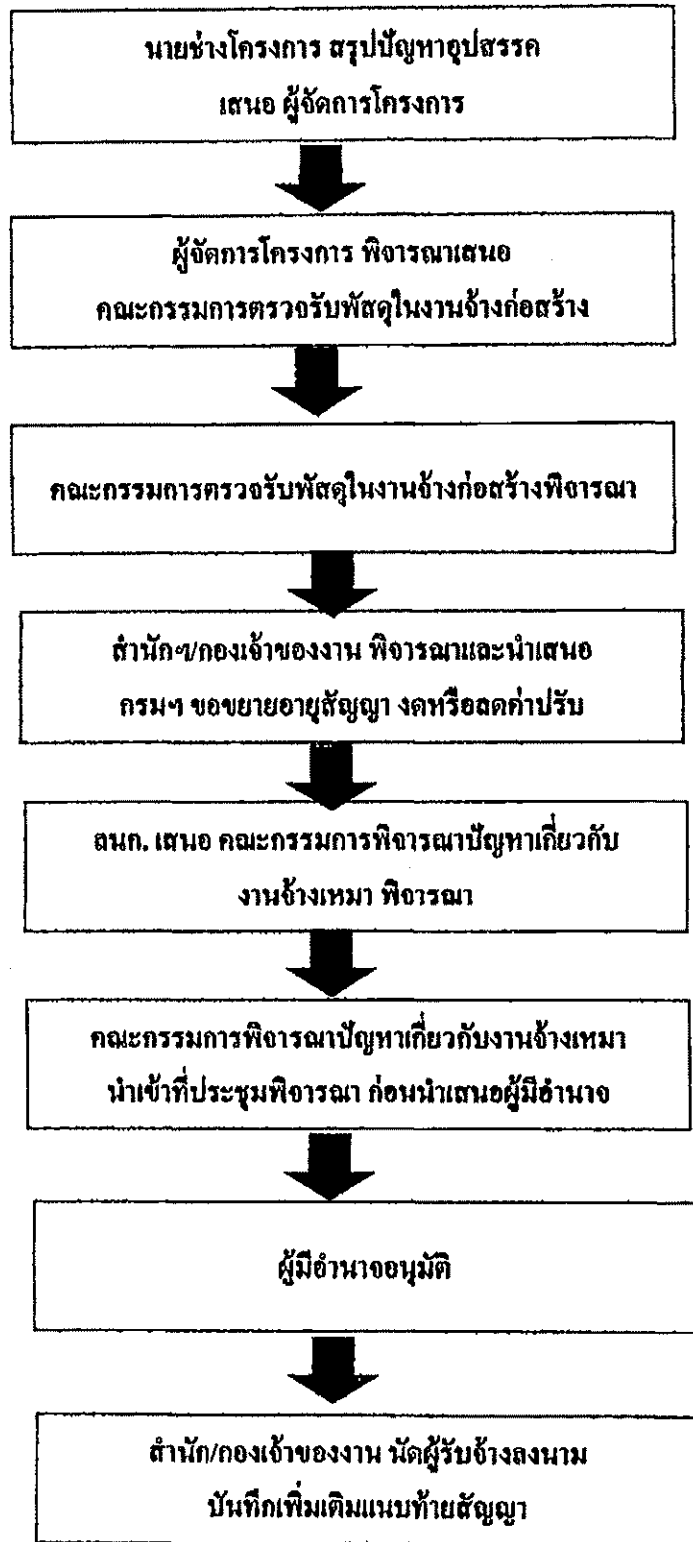 นายช่างโครงการ สรุปปัญหาอุปสรรค
เสนอ ผู้จัดการโครงการ
ผู้จัดการโครงการ พิจารณาเสนอ
คณะกรรมการตรวจรับพัสดุในงานจ้างก่อสร้าง
คณะกรรมการตรวจรับพัสดุในงานจ้างก่อสร้างพิจารณา
สำนักฯ/กองเจ้าของงาน พิจารณาและนำเสนอ
กรมฯ ขอขยายอายุสัญญา งดหรือลดค่าปรับ
ลนก. เสนอ คณะกรรมการพิจารณาปัญหาเกี่ยวกับ
งานจ้างเหมา พิจารณา
คณะกรรมการพิจารณาปัญหาเกี่ยวกับงานจ้างเหมา
นำเข้าที่ประชุมพิจารณา ก่อนนำเสนอผู้มีอำนาจ
ผู้มีอำนาจอนุมัติ
สำนัก/กองเจ้าของงาน นัดผู้รับจ้างลงนาม
บันทึกเพิ่มเติมแนบท้ายสัญญา